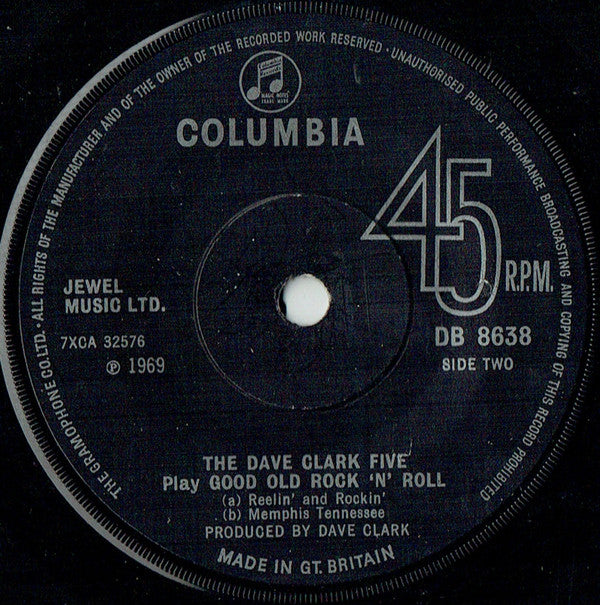 THE GRAMOPHONE CO. LTD. • ALL RIGHTS OF THE MANUFACTURER AND OF THE OWNER OF THE RECORDED WORK RESERVED • UNAUTHORISED PUBLIC PERFORMANCE BROADCASTING AND COPYING OF THIS RECORD PROHIBITED
MAGIC NOTES
TRADE MARK
COLUMBIA
45 R.P.M.
JEWEL
MUSIC LTD.
7XCA 32576
℗ 1969
DB 8638
SIDE TWO
THE DAVE CLARK FIVE
Play GOOD OLD ROCK 'N' ROLL
(a) Reelin' and Rockin'
(b) Memphis Tennessee
PRODUCED BY DAVE CLARK
MADE IN GT. BRITAIN